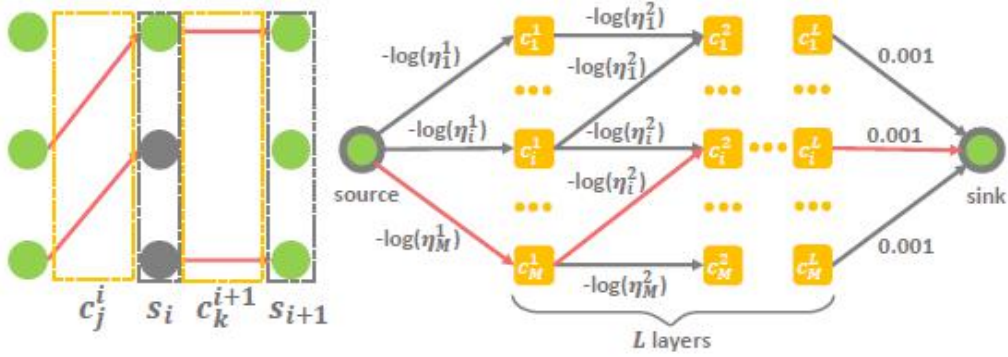 c_j^i s_i c_k^{i+1} s_{i+1}
-log(η_1^1)
-log(η_1^2)
c_1^1 c_1^2 c_1^L
0.001
-log(η_1^2)
-log(η_i^1)
-log(η_i^2)
c_i^1 c_i^2 c_i^L
0.001
source
sink
-log(η_i^2)
-log(η_M^1)
0.001
c_M^1 c_M^2 c_M^L
-log(η_M^2)
L layers